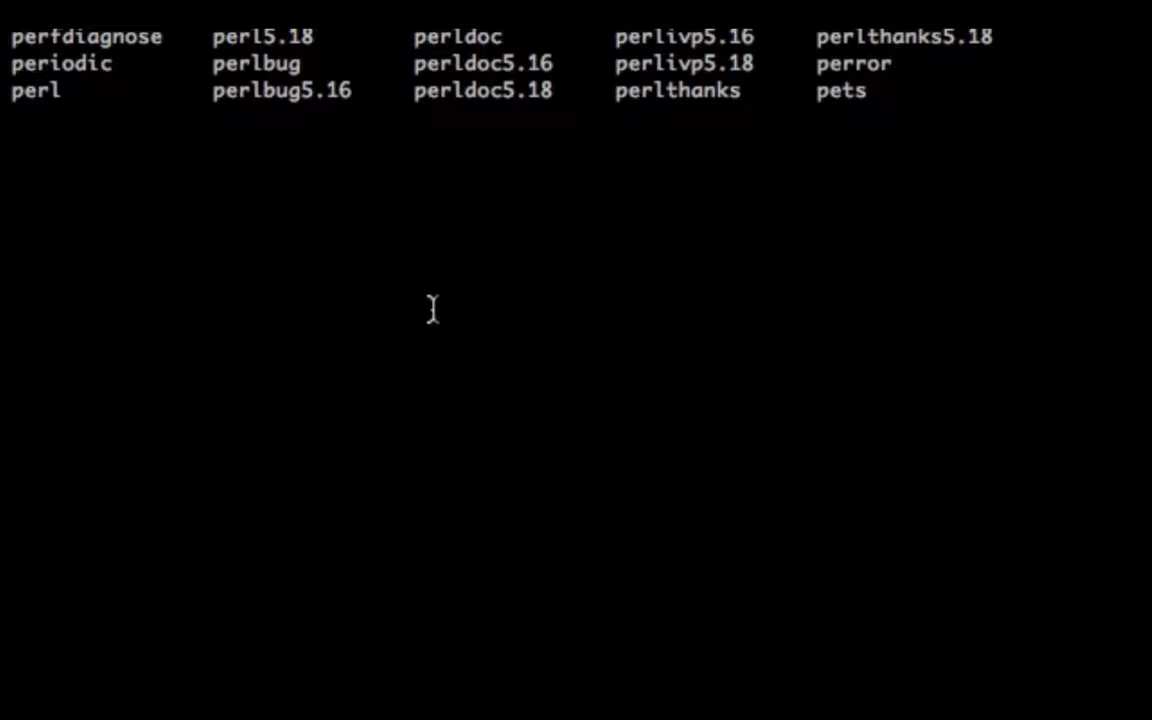 perfdiagnose perl5.18 perldoc perlivp5.16 perlthanks5.18
periodic perlbug perldoc5.16 perlivp5.18 perror
perl perlbug5.16 perldoc5.18 perlthanks pets